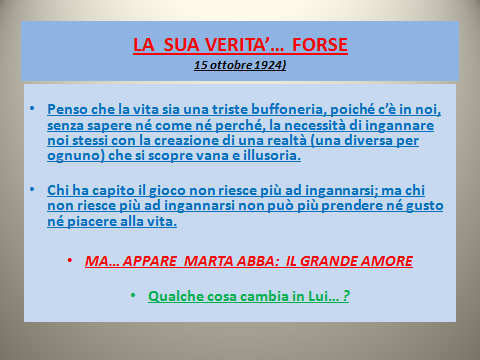 LA SUA VERITA'… FORSE
15 ottobre 1924)
• Penso che la vita sia una triste buffoneria, poiché c'è in noi,
senza sapere né come né perché, la necessità di ingannare
noi stessi con la creazione di una realtà (una diversa per
ognuno) che si scopre vana e illusoria.
• Chi ha capito il gioco non riesce più ad ingannarsi; ma chi
non riesce più ad ingannarsi non può più prendere né gusto
né piacere alla vita.
• MA… APPARE MARTA ABBA: IL GRANDE AMORE
• Qualche cosa cambia in Lui… ?